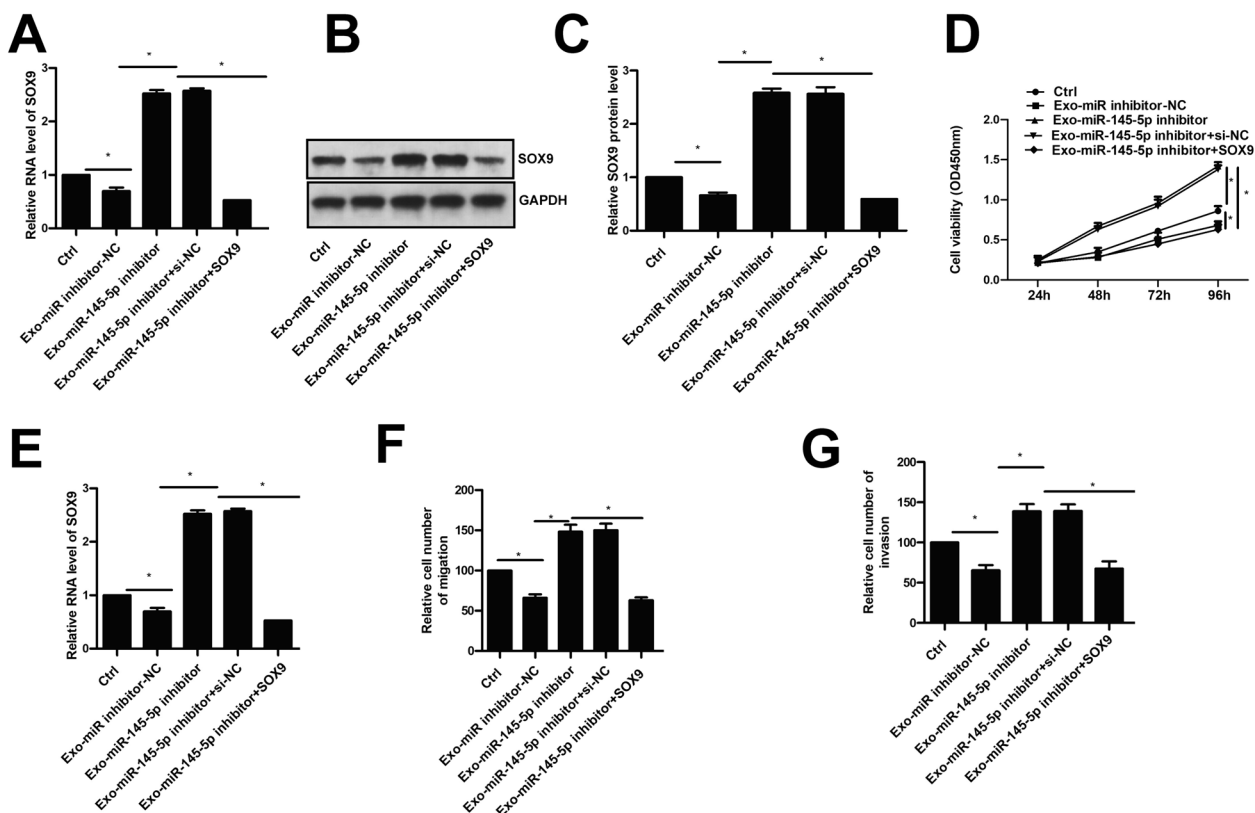 A
Relative RNA level of SOX9
3
2
1
0
*
*
*
Ctrl
Exo-miR inhibitor-NC
Exo-miR-145-5p inhibitor
Exo-miR-145-5p inhibitor+si-NC
Exo-miR-145-5p inhibitor+SOX9
B
SOX9
GAPDH
Ctrl
Exo-miR inhibitor-NC
Exo-miR-145-5p inhibitor
Exo-miR-145-5p inhibitor+si-NC
Exo-miR-145-5p inhibitor+SOX9
C
Relative SOX9 protein level
3
2
1
0
*
*
*
Ctrl
Exo-miR inhibitor-NC
Exo-miR-145-5p inhibitor
Exo-miR-145-5p inhibitor+si-NC
Exo-miR-145-5p inhibitor+SOX9
D
Ctrl
Exo-miR inhibitor-NC
Exo-miR-145-5p inhibitor
Exo-miR-145-5p inhibitor+si-NC
Exo-miR-145-5p inhibitor+SOX9
Cell viability (OD450nm)
2.0
1.5
1.0
0.5
0.0
*
*
*
24h 48h 72h 96h
E
Relative RNA level of SOX9
3
2
1
0
*
*
*
Ctrl
Exo-miR inhibitor-NC
Exo-miR-145-5p inhibitor
Exo-miR-145-5p inhibitor+si-NC
Exo-miR-145-5p inhibitor+SOX9
F
Relative cell number
of migation
200
150
100
50
0
*
*
*
Ctrl
Exo-miR inhibitor-NC
Exo-miR-145-5p inhibitor
Exo-miR-145-5p inhibitor+si-NC
Exo-miR-145-5p inhibitor+SOX9
G
Relative cell number of
invasion
200
150
100
50
0
*
*
*
Ctrl
Exo-miR inhibitor-NC
Exo-miR-145-5p inhibitor
Exo-miR-145-5p inhibitor+si-NC
Exo-miR-145-5p inhibitor+SOX9